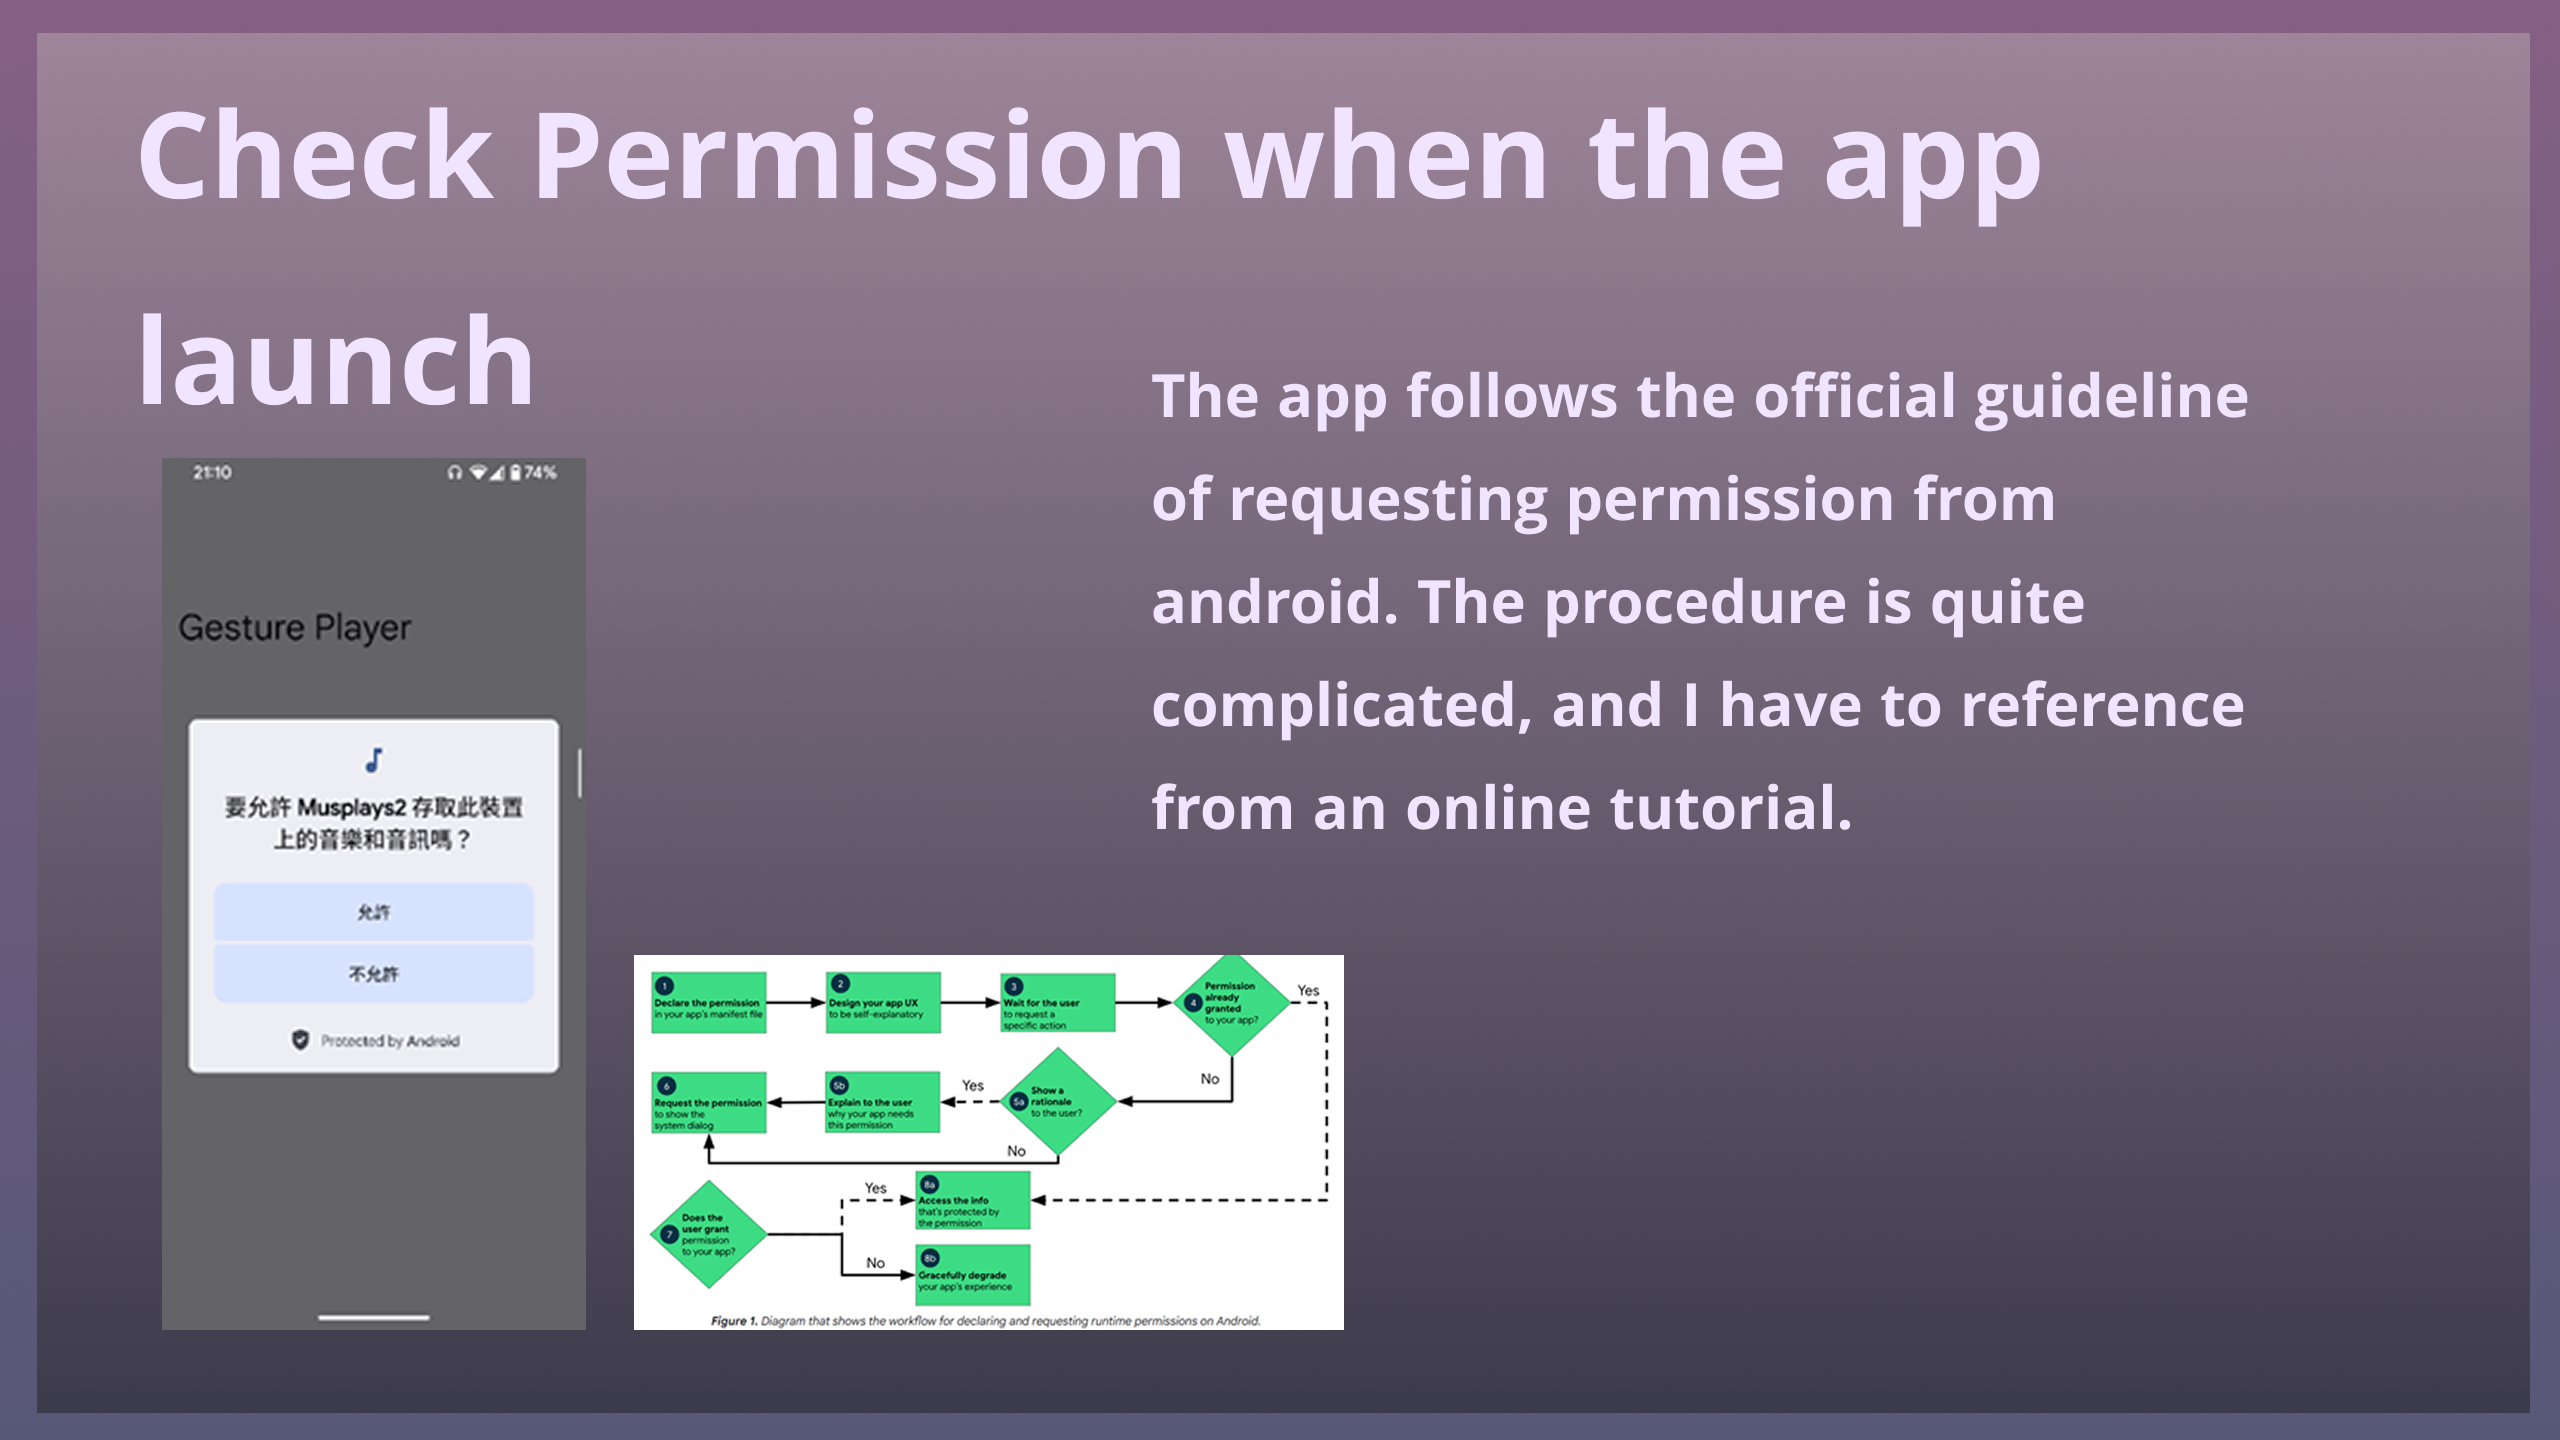 Check Permission when the app
launch
The app follows the official guideline
of requesting permission from
android. The procedure is quite
complicated, and I have to reference
from an online tutorial.
21:10
74%
Gesture Player
要允許 Musplays2 存取此裝置
上的音樂和音訊嗎？
允許
不允許
Protected by Android
1
Declare the permission
in your app's manifest file
2
Design your app UX
to be self-explanatory
3
Wait for the user
to request a
specific action
4
Permission
already
granted
to your app?
Yes
No
5a
Show a
rationale
to the user?
Yes
No
5b
Explain to the user
why your app needs
this permission
6
Request the permission
to show the
system dialog
7
Does the
user grant
permission
to your app?
Yes
No
8a
Access the info
that's protected by
the permission
8b
Gracefully degrade
your app's experience
Figure 1. Diagram that shows the workflow for declaring and requesting runtime permissions on Android.